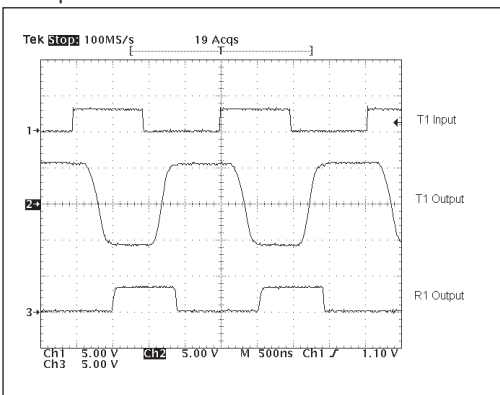 Tek Stop: 100MS/s 19 Acqs
T1 Input
T1 Output
R1 Output
1
2
3
Ch1 5.00 V Ch2 5.00 V M 500ns Ch1 1.10 V
Ch3 5.00 V